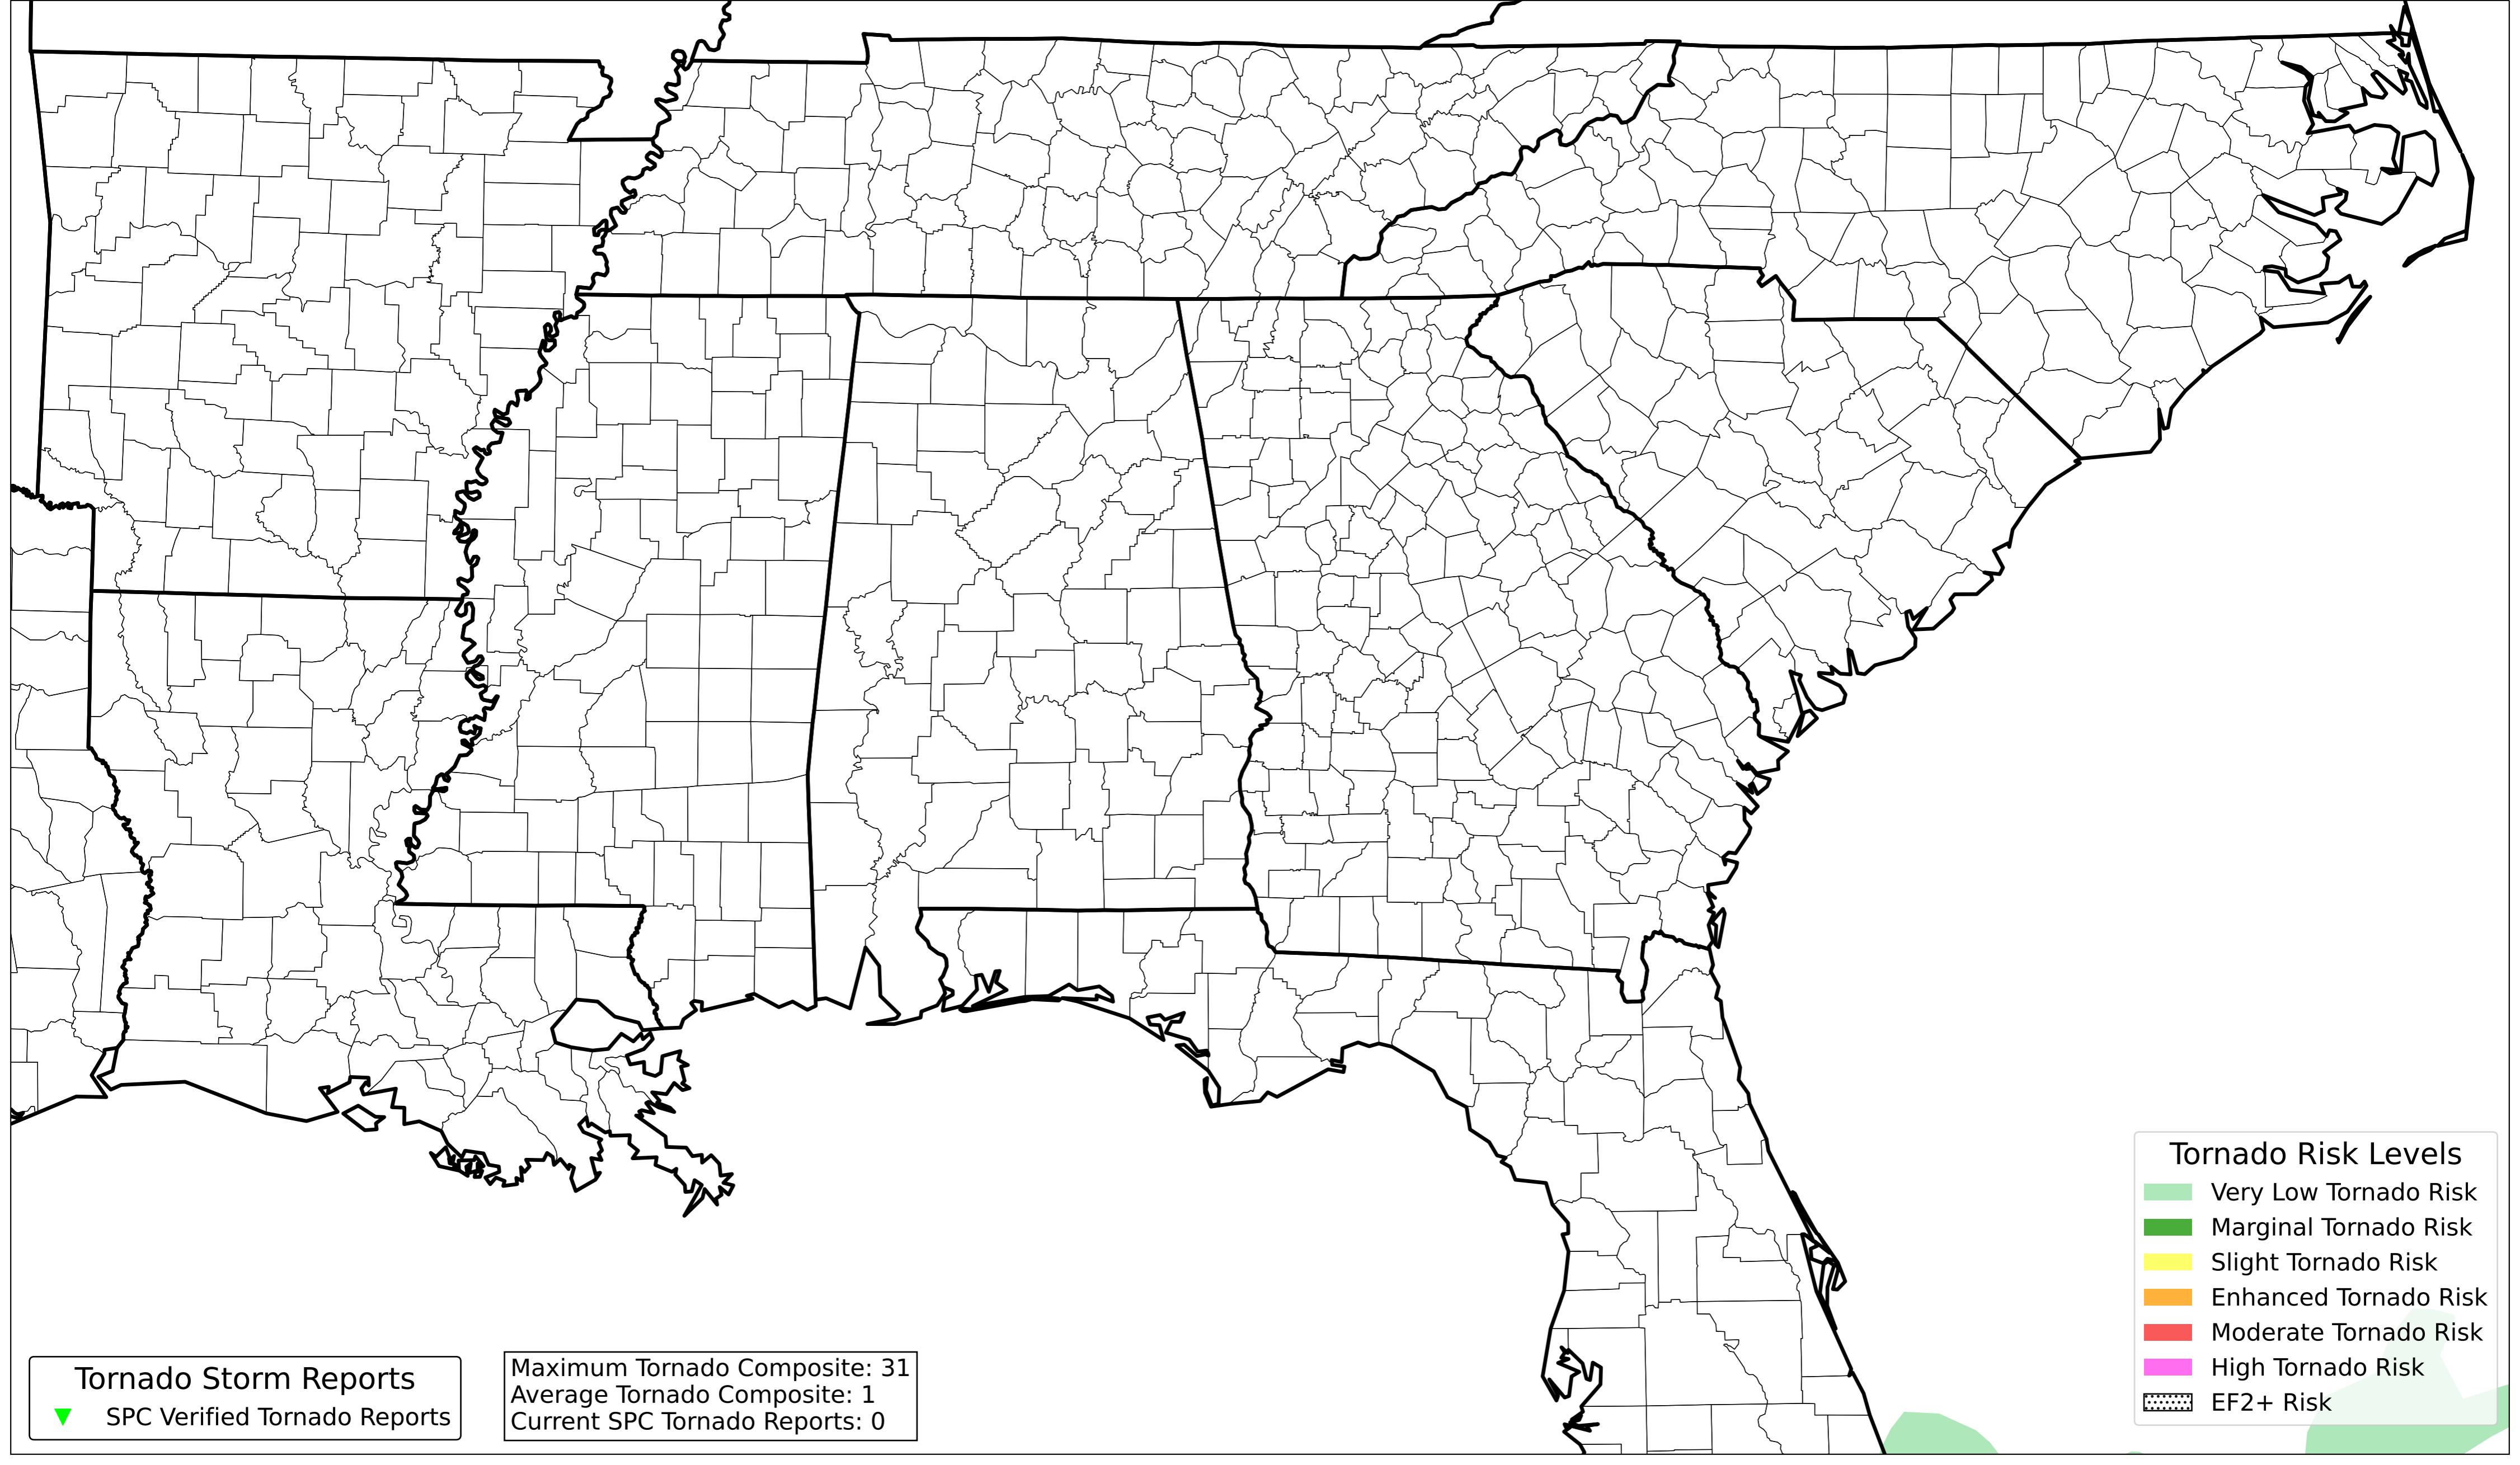 Tornado Risk Levels
Very Low Tornado Risk
Marginal Tornado Risk
Slight Tornado Risk
Enhanced Tornado Risk
Moderate Tornado Risk
High Tornado Risk
EF2+ Risk
Tornado Storm Reports
SPC Verified Tornado Reports
Maximum Tornado Composite: 31
Average Tornado Composite: 1
Current SPC Tornado Reports: 0